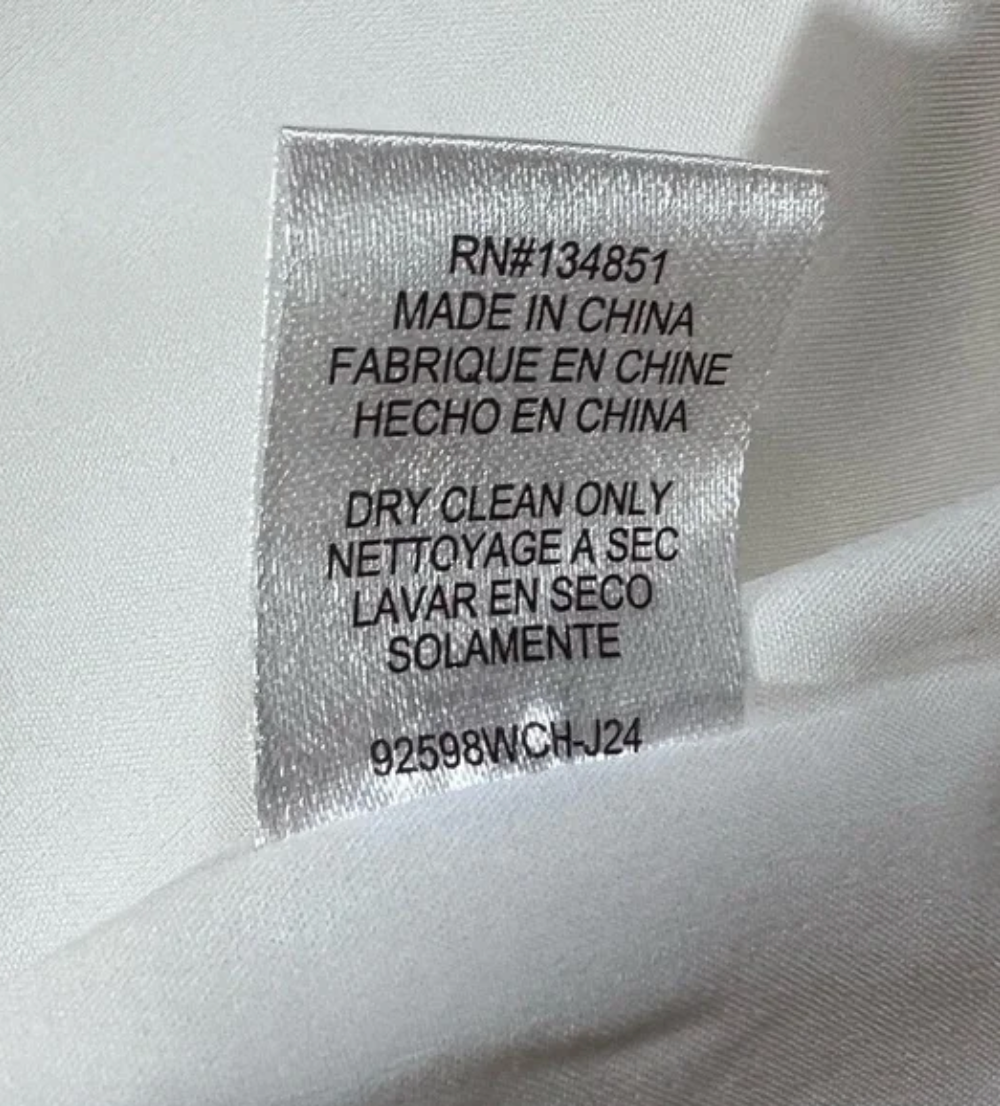 RN#134851
MADE IN CHINA
FABRIQUE EN CHINE
HECHO EN CHINA
DRY CLEAN ONLY
NETTOYAGE A SEC
LAVAR EN SECO
SOLAMENTE
92598WCH-J24